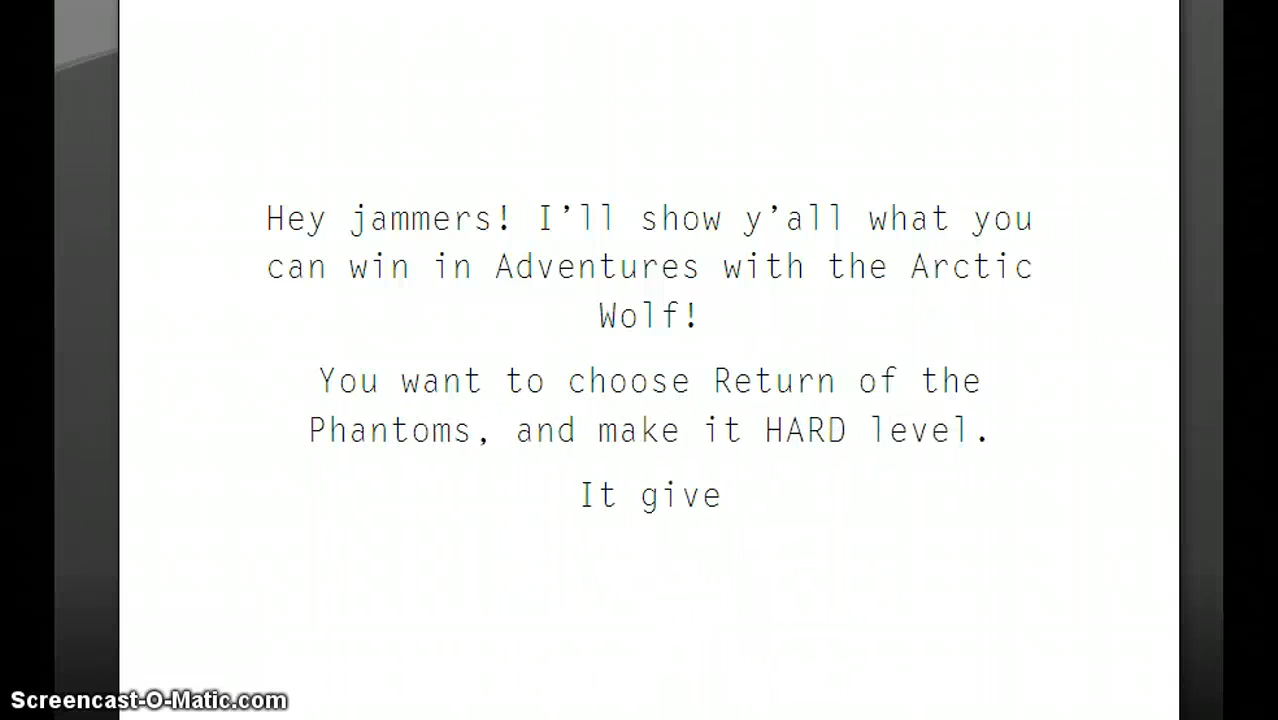 Hey jammers! I’ll show y’all what you
can win in Adventures with the Arctic
Wolf!
You want to choose Return of the
Phantoms, and make it HARD level.
It give
Screencast-O-Matic.com